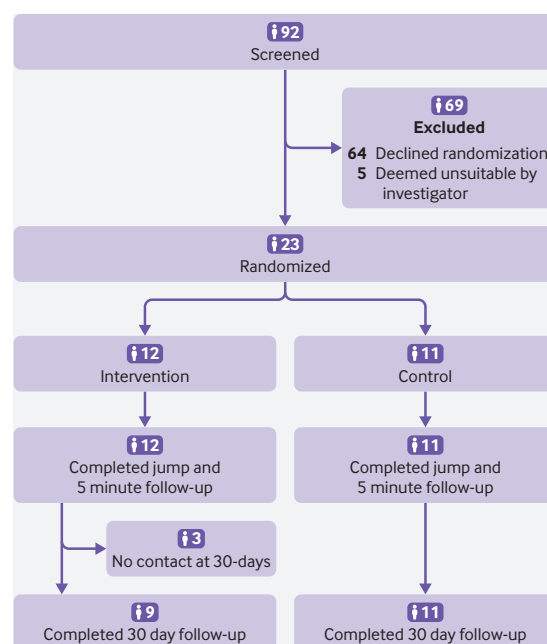 92
Screened
69
Excluded
64 Declined randomization
5 Deemed unsuitable by
investigator
23
Randomized
12
Intervention
11
Control
12
Completed jump and
5 minute follow-up
11
Completed jump and
5 minute follow-up
3
No contact at 30-days
9
Completed 30 day follow-up
11
Completed 30 day follow-up